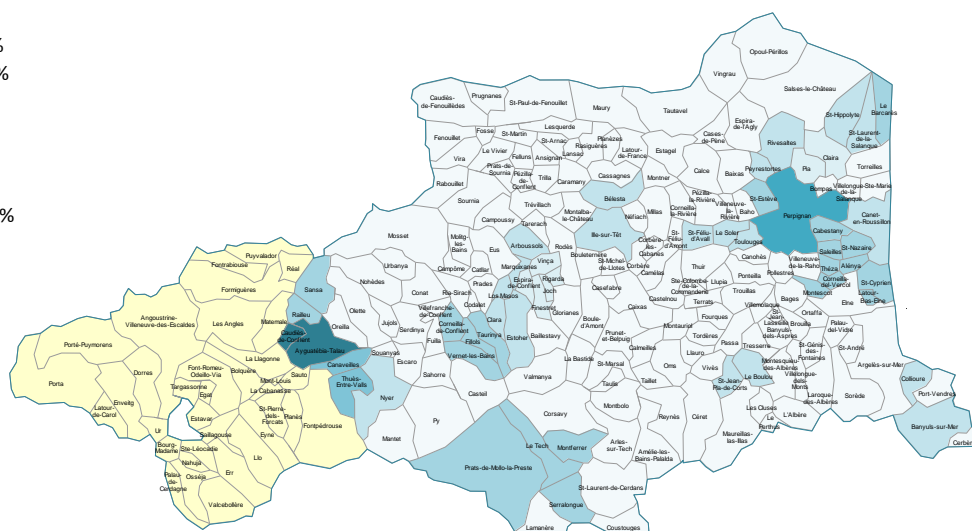 %
%
%
Opoul-Périllos
Vingrau
Salses-le-Château
Caudiès-
de-Fenouillèdes
Prugnanes
St-Paul-de-Fenouillet
Maury
Tautavel
Espira-
de-l'Agly
St-Hippolyte
Le
Barcarès
St-Laurent-
de-la-
Salanque
Fenouillet
Fosse
St-Martin
Lesquerde
St-Arnac
Lansac
Rasiguères
Planèzes
Latour-
de-France
Estagel
Cases-
de-Pène
Rivesaltes
Claira
Pia
Torreilles
Vira
Le Vivier
Prats-de-
Sournia
Felluns
Pézilla-
de-
Conflent
Ansignan
Trilla
Caramany
Cassagnes
Montner
Calce
Baixas
Peyrestortes
Bompas
Villelongue-
de-la-
Salanque
Ste-Marie
Rabouillet
Sournia
Trévillach
Bélesta
Montalba-
le-Château
Néfiach
Millas
Corneilla-
la-Rivière
Pézilla-
la-Rivière
Villeneuve-
la-Rivière
Baho
St-Estève
Perpignan
Canet-
en-Roussillon
Campoussy
Tarerach
Mosset
Molitg-
les-
Bains
Eus
Arboussols
Rodès
Ille-sur-Têt
Bouleternère
St-Michel-
de-Llotes
Corbère-
les-
Cabanes
Corbère
St-
Féliu-
d'Amont
St-Féliu-
d'Avall
Le Soler
Toulouges
Canohès
Cabestany
Saleilles
St-Nazaire
Puyvalador
Fontrabiouse
Réal
Formiguères
Urbanya
Nohèdes
Campôme
Catllar
Prades
Marquixanes
Vinça
Espira-
de-Conflent
Rigarda
Joch
Finestret
Los Masos
Camélas
Thuir
Ponteilla
Pollestres
Villeneuve-
de-la-Raho
Théza
Alénya
Corneilla-
del-Vercol
Montescot
St-Cyprien
Latour-
Bas-Elne
Elne
Sansa
Conat
Ria-Sirach
Codalet
Clara
Taurinya
Estoher
Glorianes
Casefabre
Ste-Colombe-
de-la-
Commanderie
Llupia
Terrats
Trouillas
Villemolaque
Bages
Ortaffa
Castelnou
Caixas
Boule-
d'Amont
Baillestavy
Angoustrine-
Villeneuve-des-Escaldes
Les Angles
Matemale
Railleu
Caudiès-
de-Conflent
Olette
Oreilla
Jujols
Serdinya
Villefranche-
de-Conflent
Corneilla-
de-Conflent
Fillols
Fuilla
Vernet-les-Bains
Prunet-
et-Belpuig
Calmeilles
Montauriol
Fourques
Tordères
Passa
Tresserre
St-
Jean-
Lasseille
Banyuls-
dels-
Aspres
Brouilla
St-Génis-
des-
Fontaines
Palau-
del-Vidre
St-André
Argelès-sur-Mer
Porté-Puymorens
Porta
Dorres
Font-Romeu-
Odeillo-Via
Bolquère
La Llagonne
Ayguatébia-Talau
Canaveilles
Souanyas
Escaro
Sahorre
Thuès-
Entre-Valls
Nyer
Mont-Louis
La Cabanasse
Sauto
Planès
St-Pierre-
dels-
Forcats
Fontpédrouse
Targassonne
Egat
Enveitg
Latour-
de-Carol
Ur
Estavar
Bourg-
Madame
Ste-Léocadie
Saillagouse
Eyne
Llo
Nahuja
Osséja
Palau-
de-
Cerdagne
Err
Valcebollère
Mantet
Py
Castell
Valmanya
La Bastide
St-Marsal
Taulis
Taillet
Oms
Llauro
Vivès
St-Jean-
Pla-de-Corts
Le Boulou
Montesquieu-
des-Albères
Villelongue-
dels-
Monts
Laroque-
des-Albères
Sorède
Collioure
Port-Vendres
Banyuls-sur-Mer
Cerbère
Corsavy
Montbolo
Reynès
Céret
Maureillas-
las-Illas
Les Cluses
Le
Perthus
L'Albère
Arles-
sur-Tech
Amélie-les-
Bains-Palalda
Montferrer
Le Tech
Prats-de-Mollo-la-Preste
Serralongue
St-Laurent-de-Cerdans
Lamanère
Coustouges